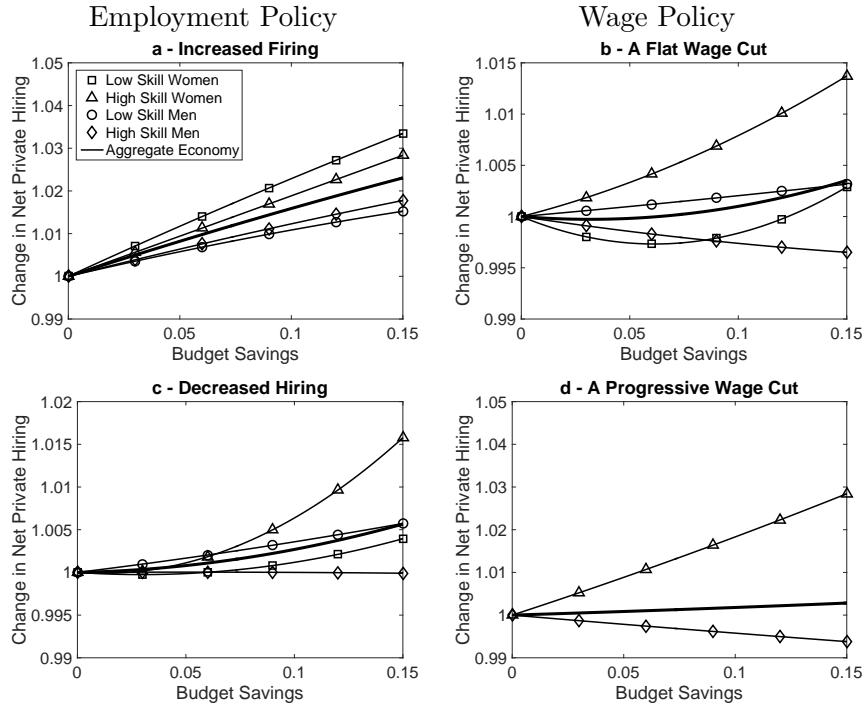 Employment Policy
Wage Policy
a - Increased Firing
1.05
1.04
1.03
1.02
1.01
1
0.99
Change in Net Private Hiring
Low Skill Women
High Skill Women
Low Skill Men
High Skill Men
Aggregate Economy
0
0.05
0.1
0.15
Budget Savings
b - A Flat Wage Cut
1.015
1.01
1.005
1
0.995
0.99
Change in Net Private Hiring
0
0.05
0.1
0.15
Budget Savings
c - Decreased Hiring
1.02
1.015
1.01
1.005
1
0.995
0.99
Change in Net Private Hiring
0
0.05
0.1
0.15
Budget Savings
d - A Progressive Wage Cut
1.05
1.04
1.03
1.02
1.01
1
0.99
Change in Net Private Hiring
0
0.05
0.1
0.15
Budget Savings